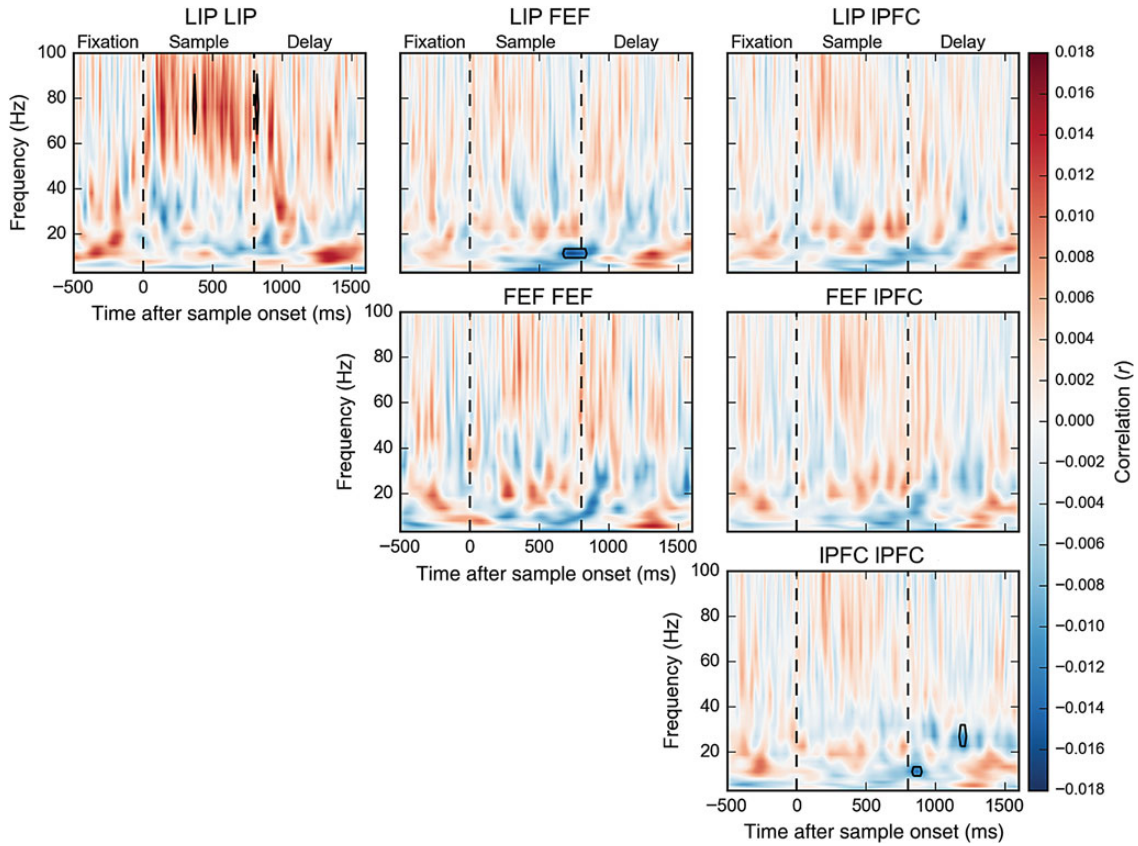 LIP LIP LIP FEF LIP lPFC
Fixation Sample Delay Fixation Sample Delay Fixation Sample Delay
100
80
60
40
20
Frequency (Hz)
−500 0 500 1000 1500
Time after sample onset (ms)
FEF FEF FEF lPFC
100
80
60
40
20
Frequency (Hz)
−500 0 500 1000 1500
Time after sample onset (ms)
lPFC lPFC
100
80
60
40
20
Frequency (Hz)
−500 0 500 1000 1500
Time after sample onset (ms)
0.018
0.016
0.014
0.012
0.010
0.008
0.006
0.004
0.002
0.000
−0.002
−0.004
−0.006
−0.008
−0.010
−0.012
−0.014
−0.016
−0.018
Correlation (r)